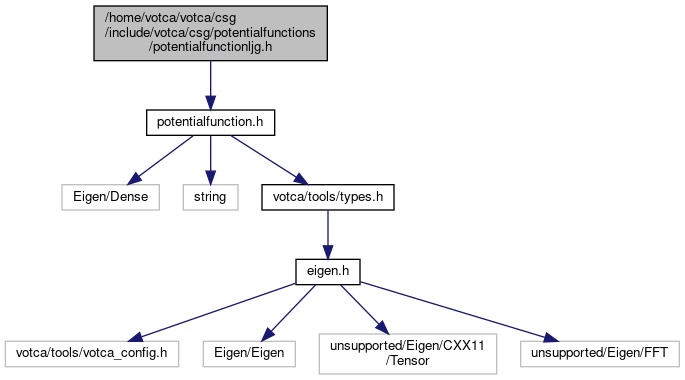 /home/votca/votca/csg
/include/votca/csg/potentialfunctions
/potentialfunctionljg.h
potentialfunction.h
Eigen/Dense
string
votca/tools/types.h
eigen.h
votca/tools/votca_config.h
Eigen/Eigen
unsupported/Eigen/CXX11
/Tensor
unsupported/Eigen/FFT